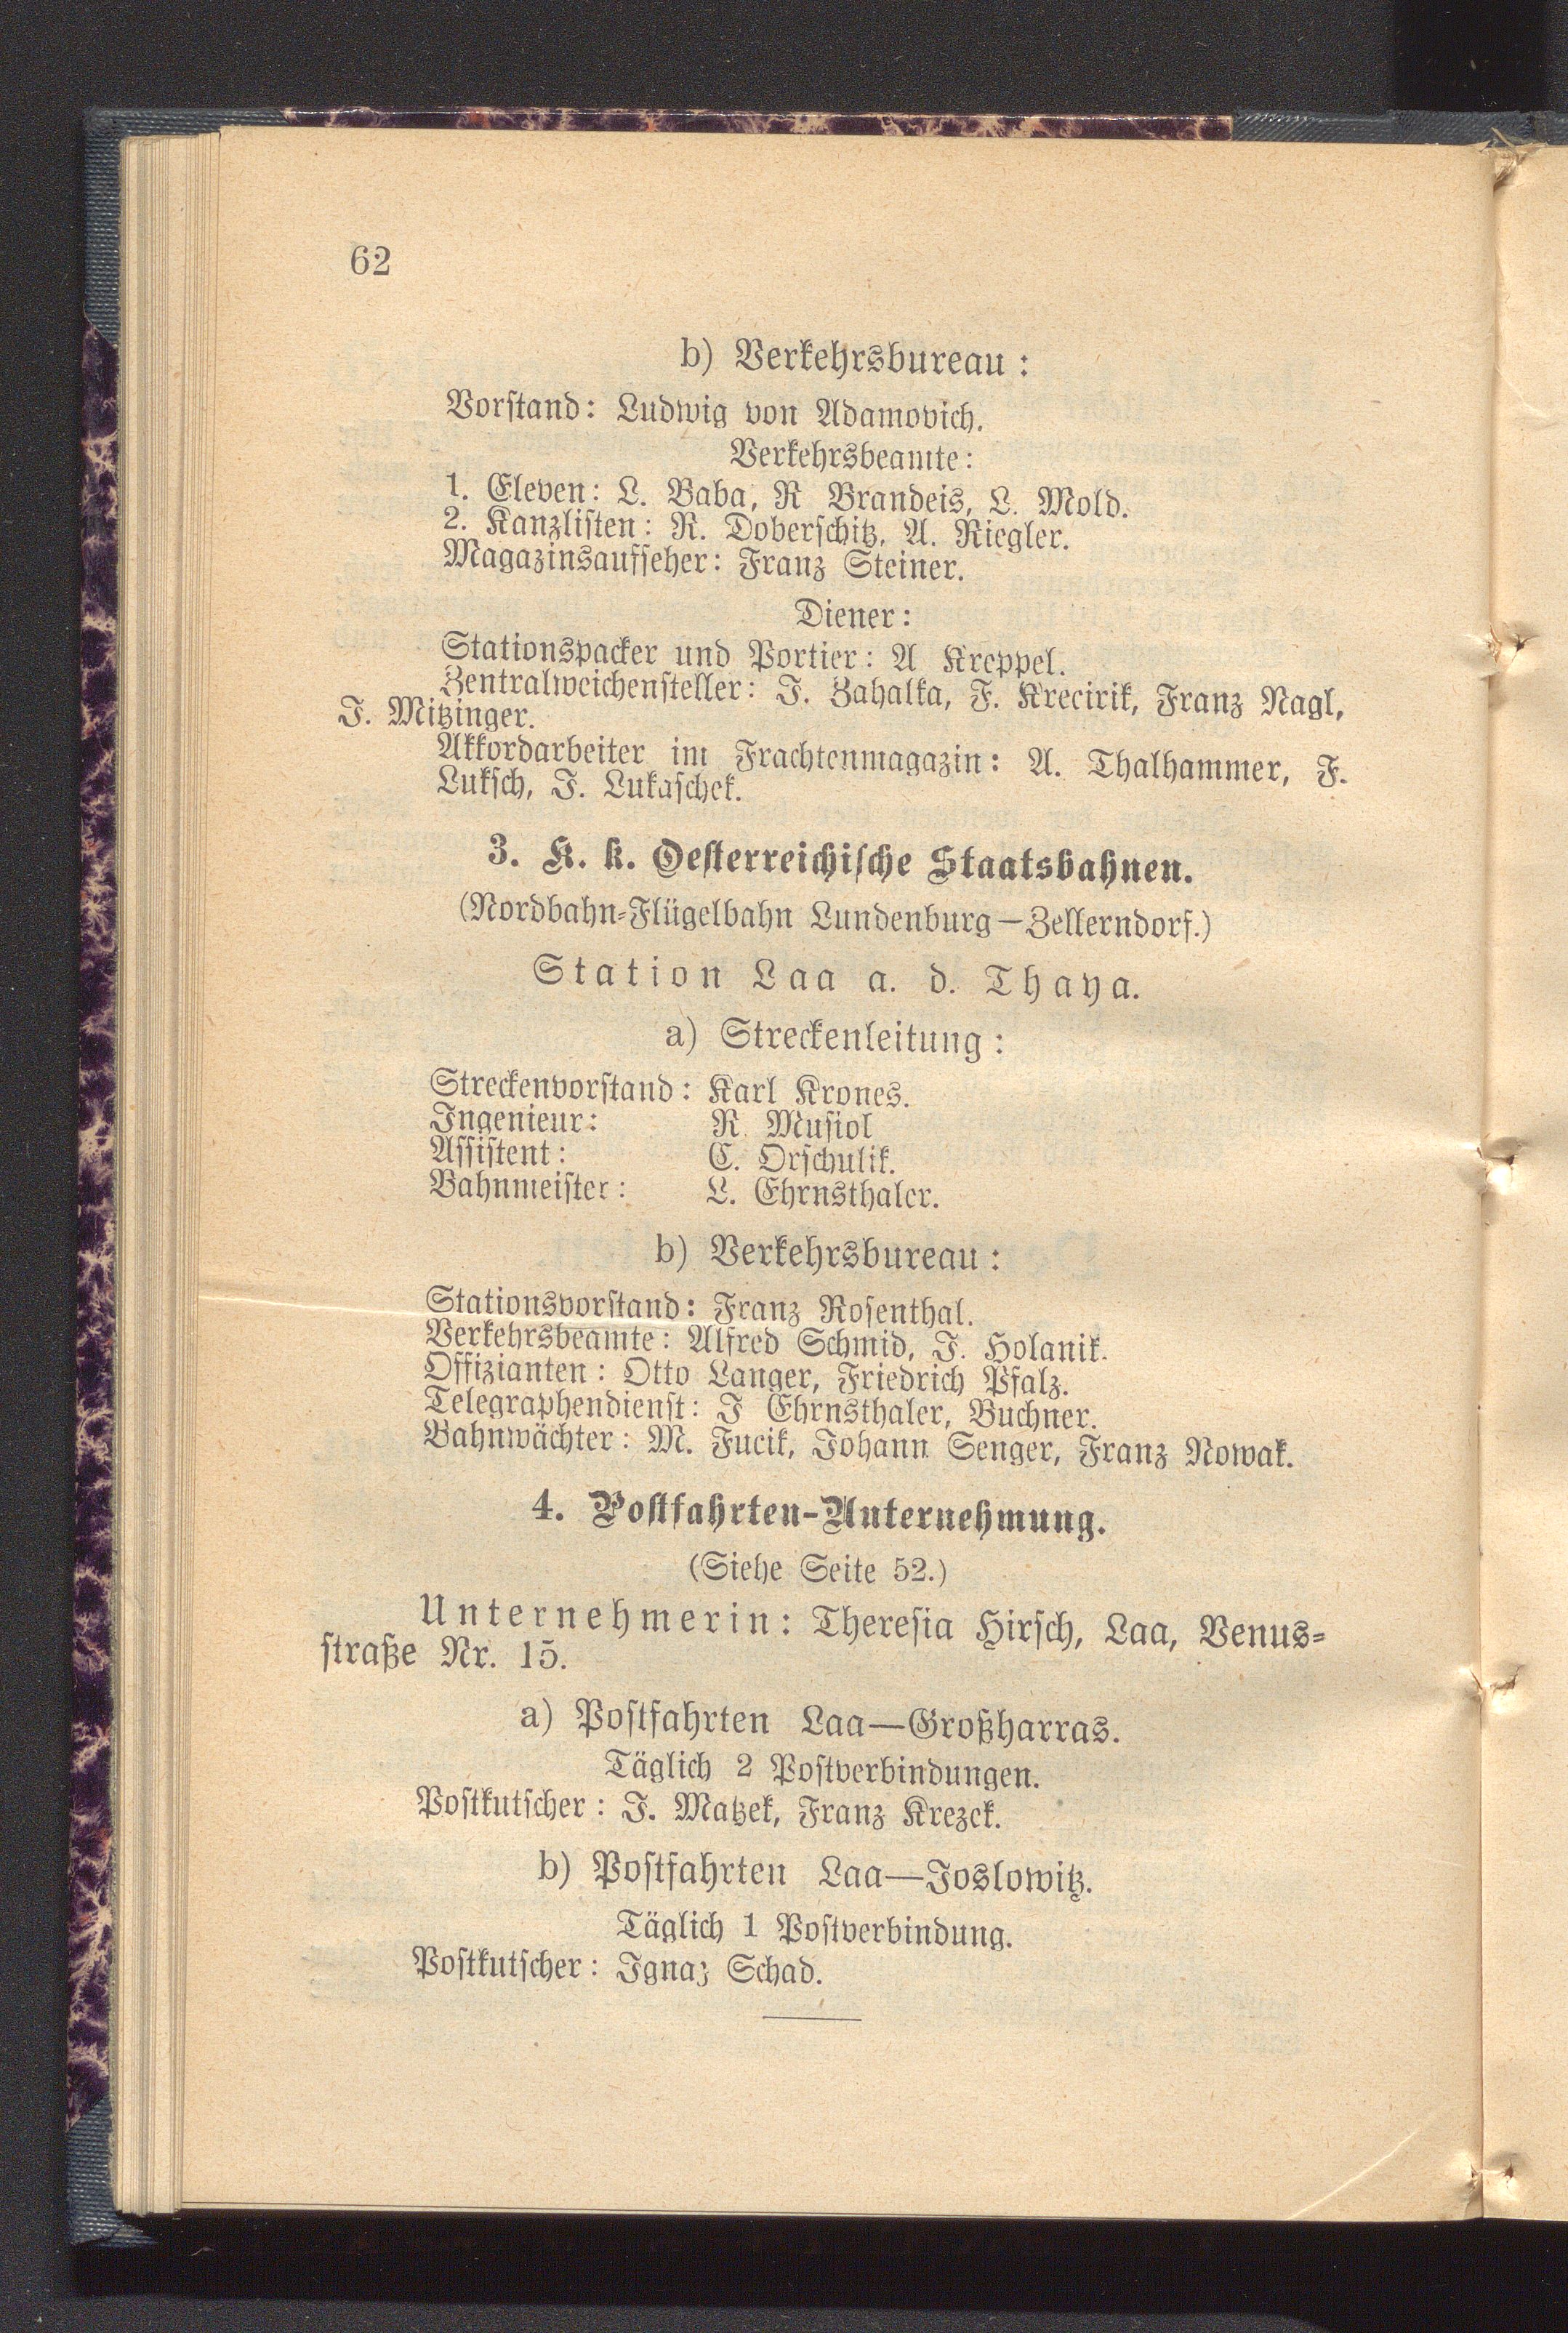 62
b) Verkehrsbureau:
Vorstand: Ludwig von Adamovich.
Verkehrsbeamte:
1. Eleven: L. Baba, R Brandeis, L. Mold.
2. Kanzlisten: R. Doberschitz, A. Riegler.
Magazinsaufseher: Franz Steiner.
Diener:
Stationspacker und Portier: A Kreppel.
Zentralweichensteller: J. Zahalka, F. Krecirik, Franz Nagl,
J. Mitzinger.
Akkordarbeiter im Frachtenmagazin: A. Thalhammer, F.
Luksch, J. Lukaschek.
3. K. k. Oesterreichische Staatsbahnen.
(Nordbahn-Flügelbahn Lundenburg—Zellerndorf.)
Station Laa a. d. Thaya.
a) Streckenleitung:
Streckenvorstand: Karl Krones.
Ingenieur: R. Musiol
Assistent: C. Orschulik.
Bahnmeister: L. Ehrnsthaler.
b) Verkehrsbureau:
Stationsvorstand: Franz Rosenthal.
Verkehrsbeamte: Alfred Schmid, J. Holanik.
Offizianten: Otto Langer, Friedrich Pfalz.
Telegraphendienst: J Ehrnsthaler, Buchner.
Bahnwächter: M. Fucik, Johann Senger, Franz Nowak.
4. Postfahrten-Unternehmung.
(Siehe Seite 52.)
Unternehmerin: Theresia Hirsch, Laa, Venus-
straße Nr. 15.
a) Postfahrten Laa—Großharras.
Täglich 2 Postverbindungen.
Postkutscher: J. Matzek, Franz Krezek.
b) Postfahrten Laa—Joslowitz.
Täglich 1 Postverbindung.
Postkutscher: Ignaz Schad.